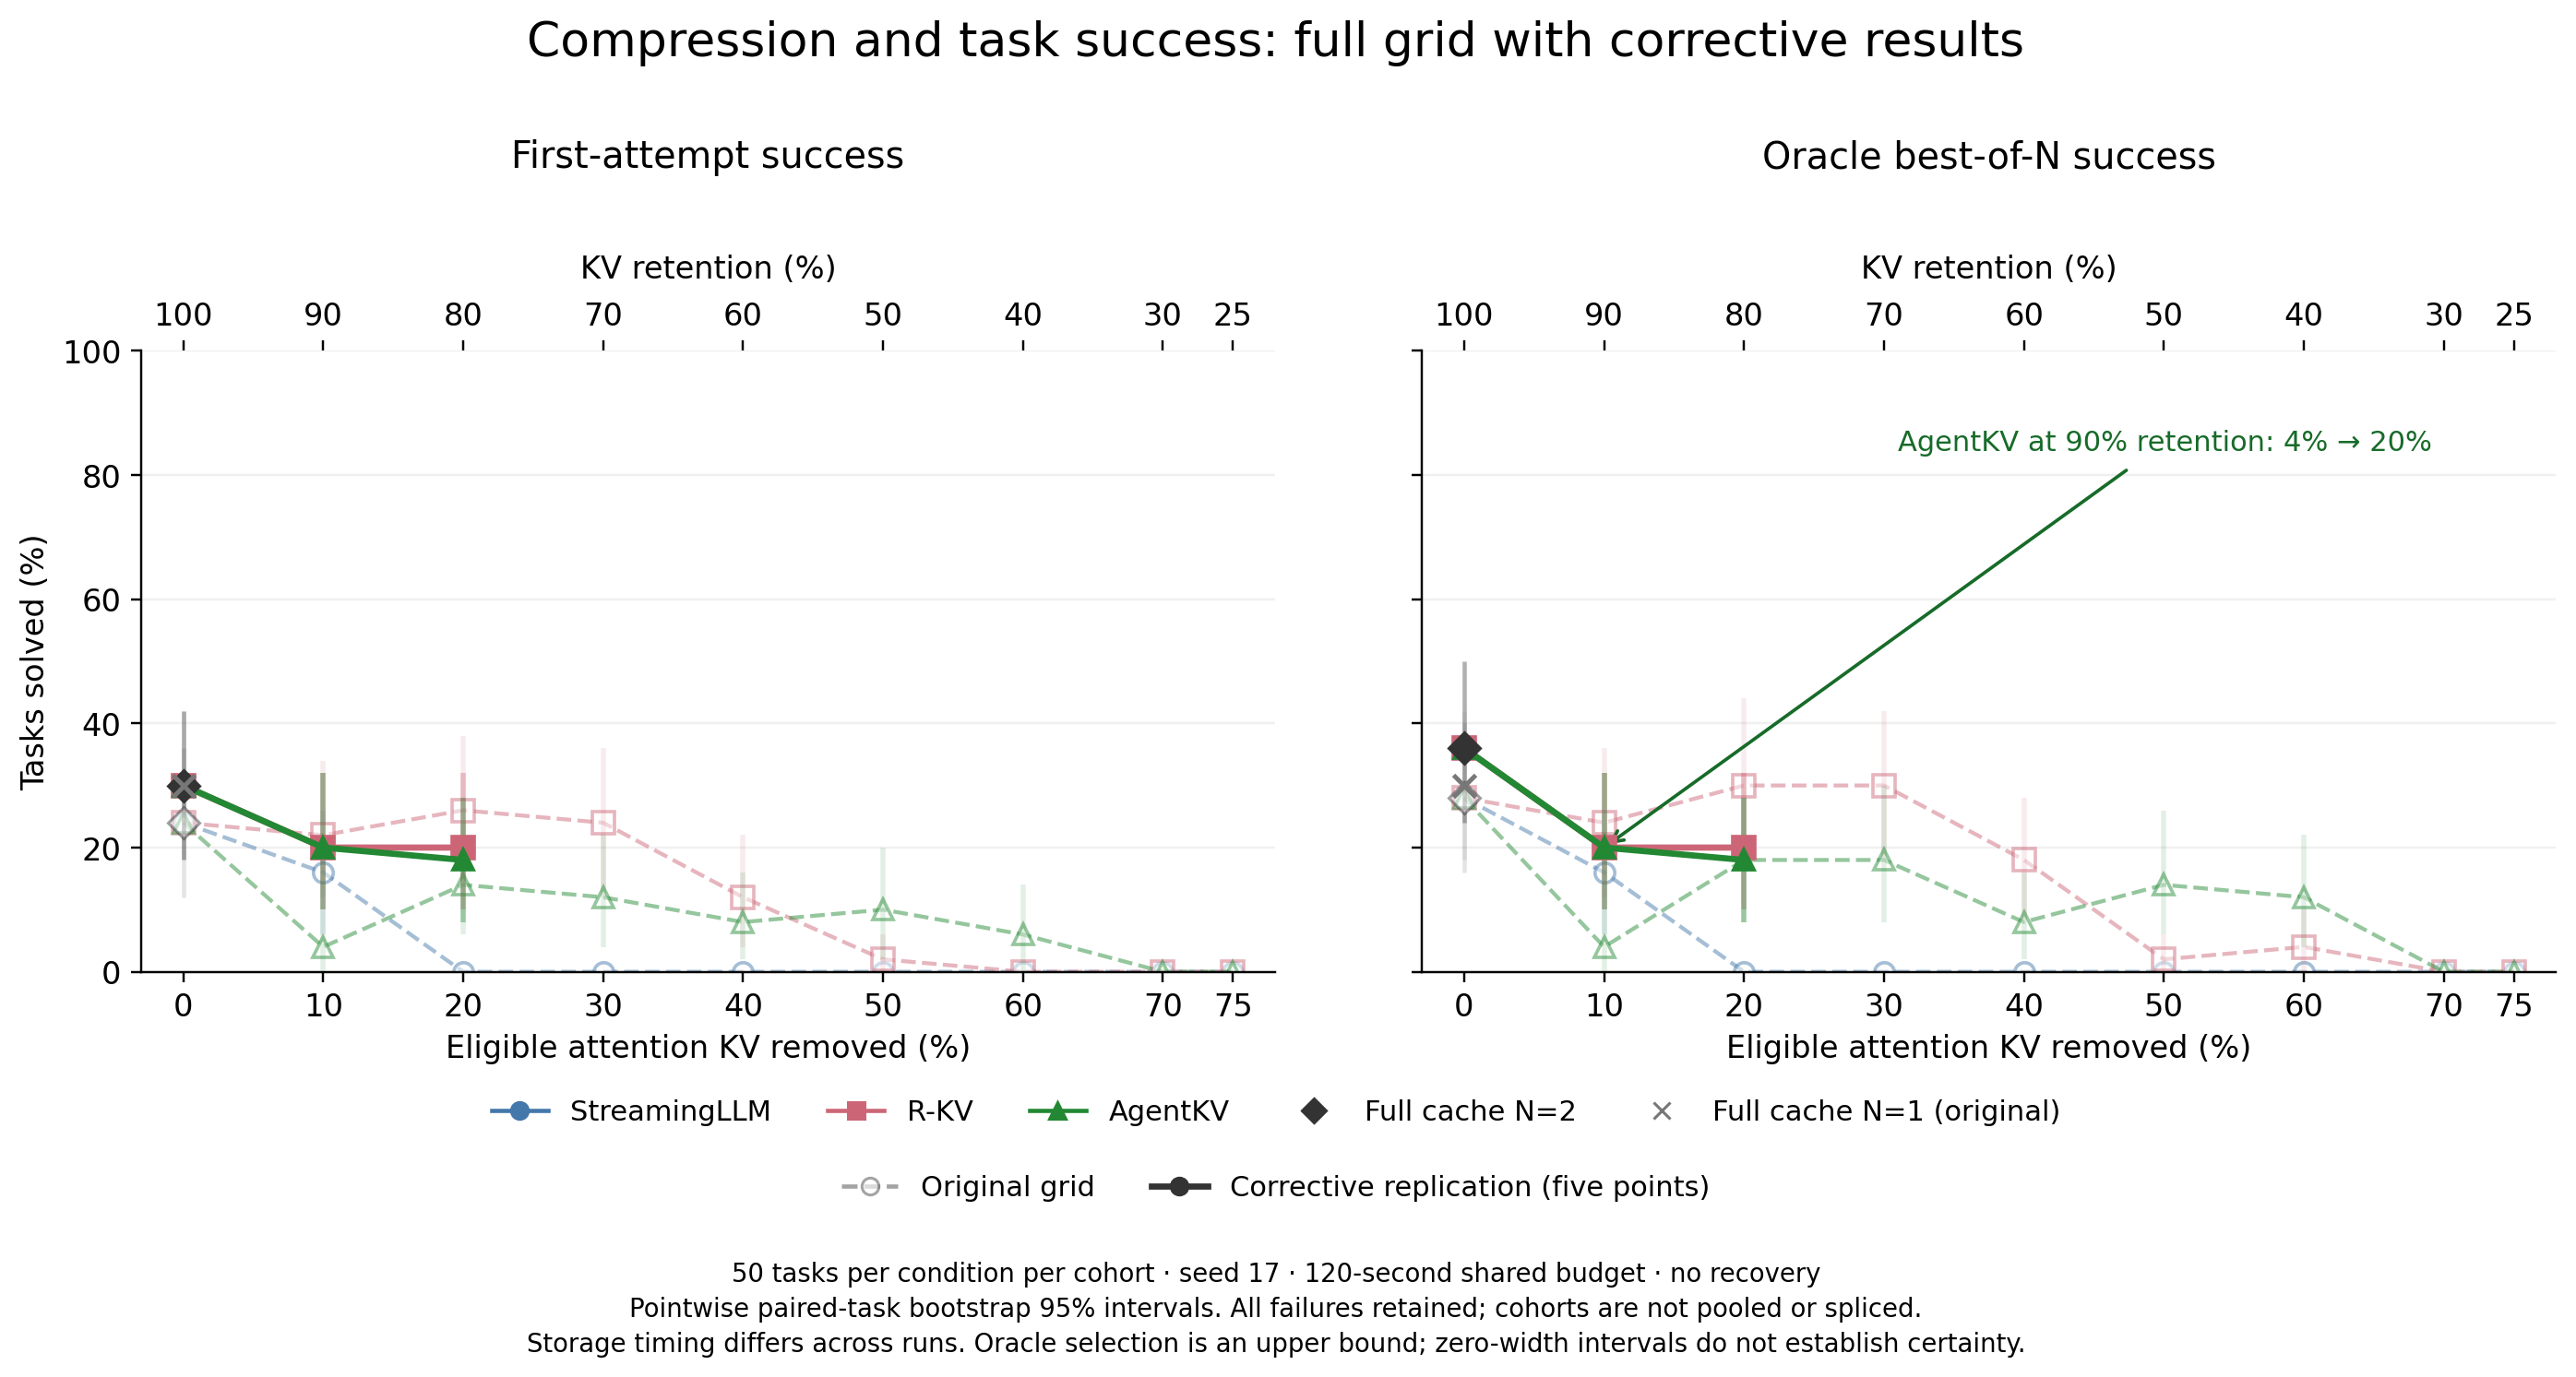 Compression and task success: full grid with corrective results
First-attempt success
KV retention (%)
100 90 80 70 60 50 40 30 25
100
80
60
40
20
0
Tasks solved (%)
0 10 20 30 40 50 60 70 75
Eligible attention KV removed (%)
Oracle best-of-N success
KV retention (%)
100 90 80 70 60 50 40 30 25
AgentKV at 90% retention: 4% → 20%
0 10 20 30 40 50 60 70 75
Eligible attention KV removed (%)
StreamingLLM R-KV AgentKV Full cache N=2 Full cache N=1 (original)
Original grid Corrective replication (five points)
50 tasks per condition per cohort · seed 17 · 120-second shared budget · no recovery
Pointwise paired-task bootstrap 95% intervals. All failures retained; cohorts are not pooled or spliced.
Storage timing differs across runs. Oracle selection is an upper bound; zero-width intervals do not establish certainty.